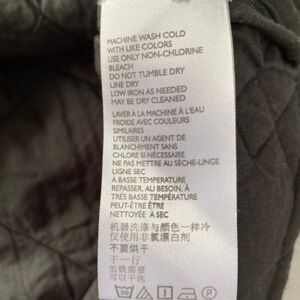 MACHINE WASH COLD
WITH LIKE COLORS
USE ONLY NON-CHLORINE
BLEACH
DO NOT TUMBLE DRY
LINE DRY
LOW IRON AS NEEDED
MAY BE DRY CLEANED
LAVER À LA MACHINE À L'EAU
FROIDE AVEC COULEURS
SIMILAIRES
UTILISER UN AGENT DE
BLANCHIMENT SANS
CHLORE SI NÉCESSAIRE
NE PAS METTRE AU SÈCHE-LINGE
LIGNE SEC
À BASSE TEMPÉRATURE
REPASSER, AU BESOIN, À
TRÈS BASSE TEMPÉRATURE
PEUT-ÊTRE ÊTRE
NETTOYÉE À SEC
机器洗涤与颜色一样冷
仅使用非氯漂白剂
不要烘干
干一行
低铁需要
可以干洗
30
P